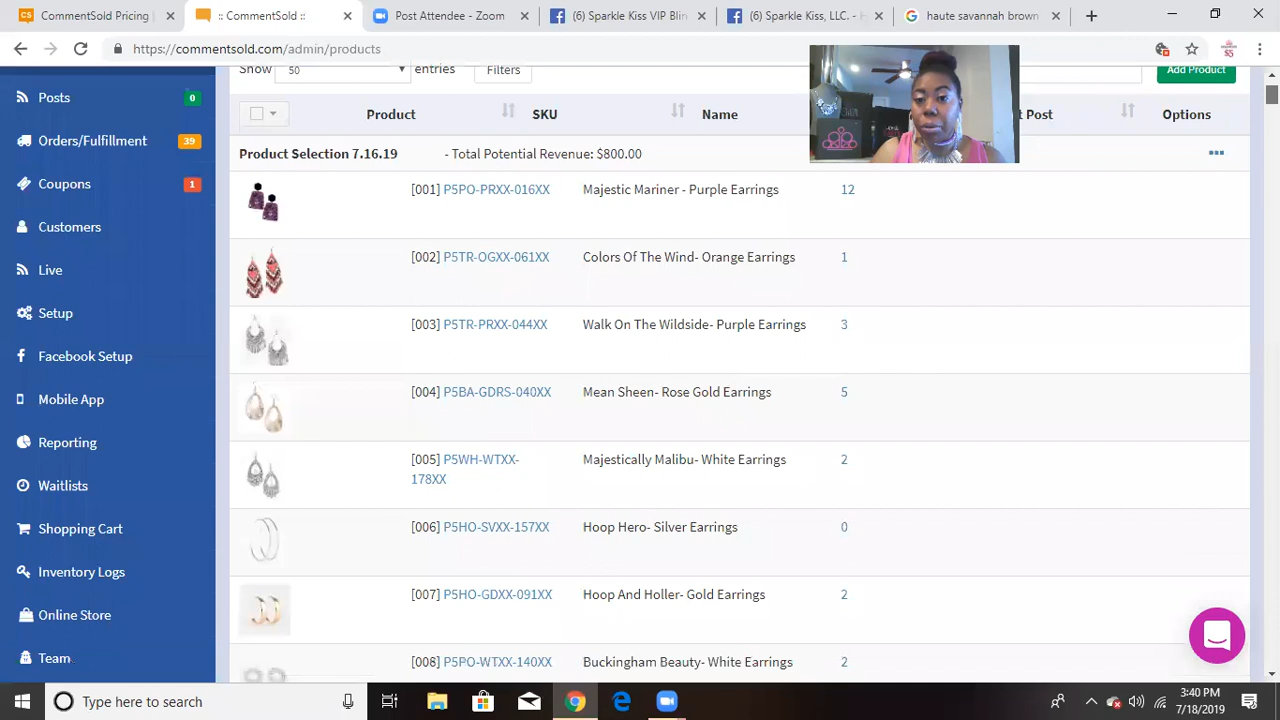 CommentSold Pricing |
:: CommentSold ::
Post Attendee - Zoom
(6) Sparkle Kiss VIP Blin
(6) Sparkle Kiss, LLC. - H
haute savannah brown
https://commentsold.com/admin/products
Show 50 entries Filters
Add Product
Posts 0
Orders/Fulfillment 39
Coupons 1
Customers
Live
Setup
Facebook Setup
Mobile App
Reporting
Waitlists
Shopping Cart
Inventory Logs
Online Store
Team
Product SKU Name Post Options
Product Selection 7.16.19 - Total Potential Revenue: $800.00
[001] P5PO-PRXX-016XX Majestic Mariner - Purple Earrings 12
[002] P5TR-OGXX-061XX Colors Of The Wind- Orange Earrings 1
[003] P5TR-PRXX-044XX Walk On The Wildside- Purple Earrings 3
[004] P5BA-GDRS-040XX Mean Sheen- Rose Gold Earrings 5
[005] P5WH-WTXX-
178XX Majestically Malibu- White Earrings 2
[006] P5HO-SVXX-157XX Hoop Hero- Silver Earrings 0
[007] P5HO-GDXX-091XX Hoop And Holler- Gold Earrings 2
[008] P5PO-WTXX-140XX Buckingham Beauty- White Earrings 2
Type here to search
3:40 PM
7/18/2019